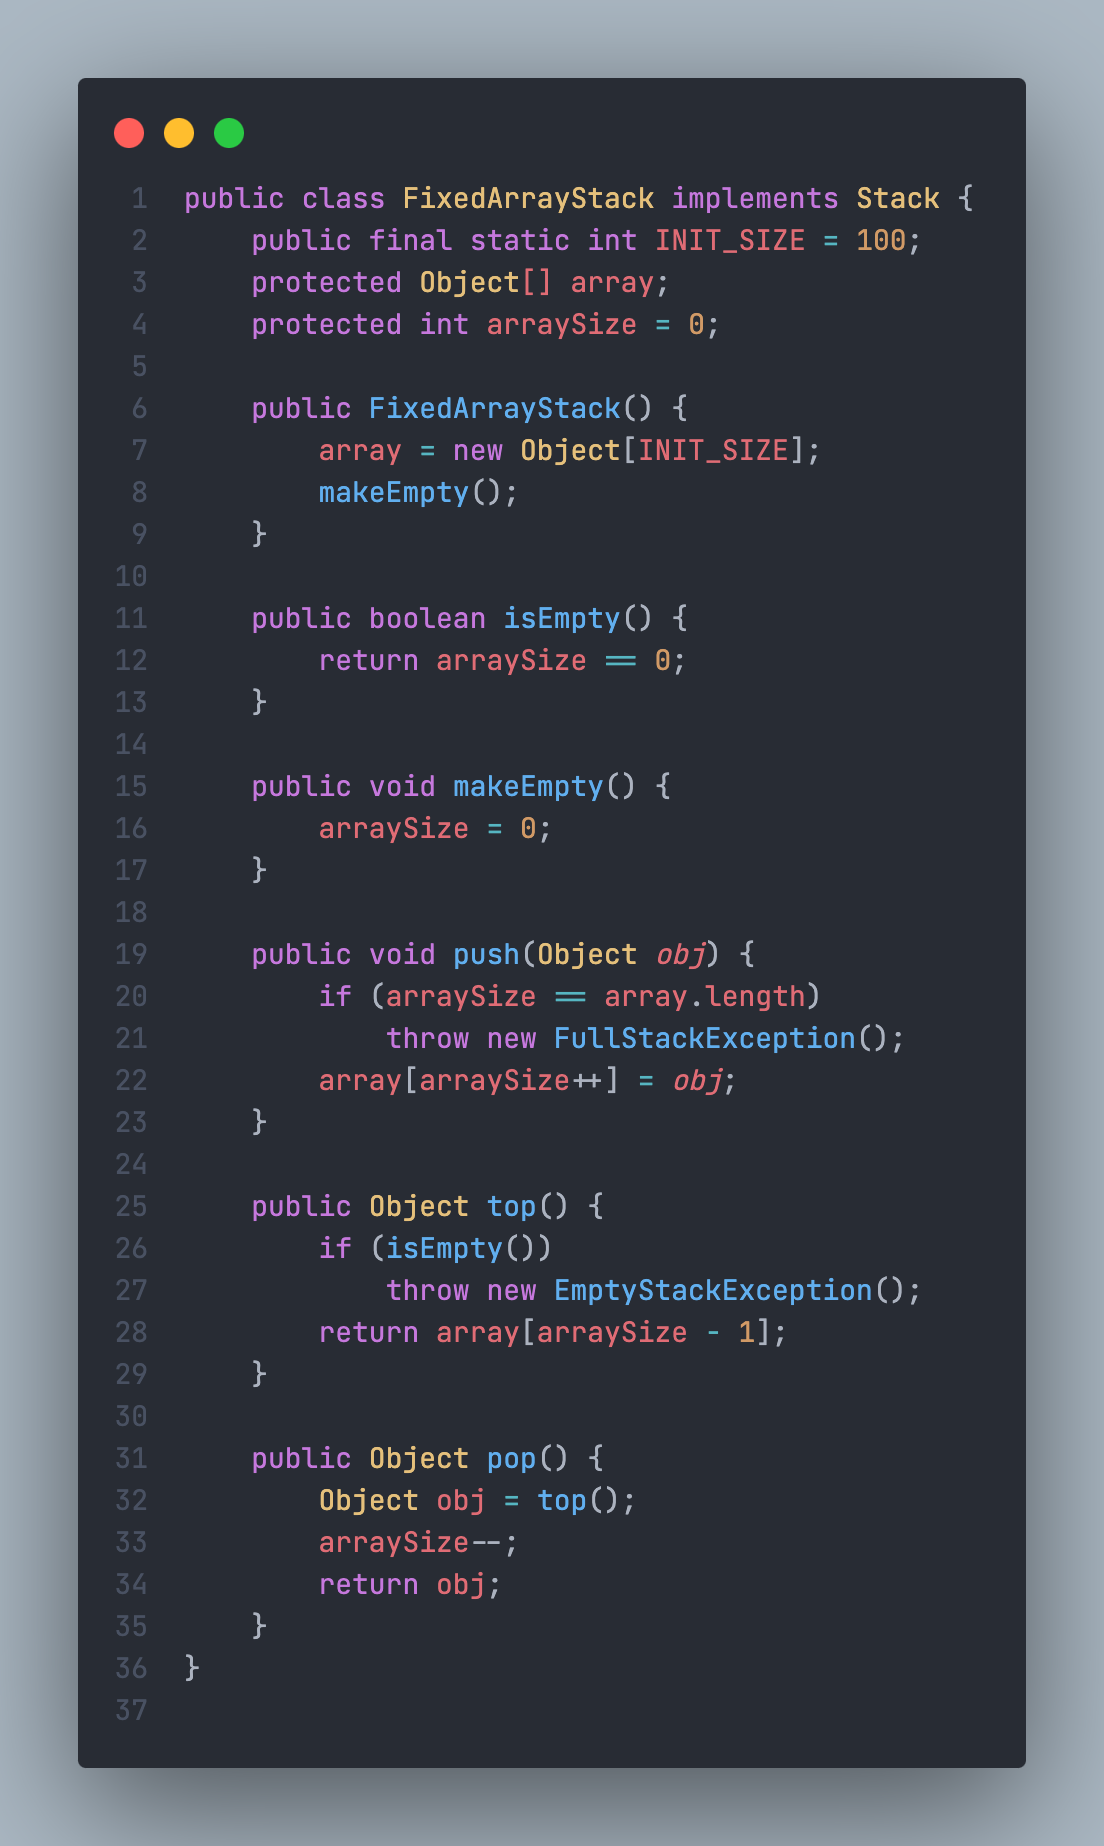 1 public class FixedArrayStack implements Stack {
2     public final static int INIT_SIZE = 100;
3     protected Object[] array;
4     protected int arraySize = 0;
5
6     public FixedArrayStack() {
7         array = new Object[INIT_SIZE];
8         makeEmpty();
9     }
10
11     public boolean isEmpty() {
12         return arraySize == 0;
13     }
14
15     public void makeEmpty() {
16         arraySize = 0;
17     }
18
19     public void push(Object obj) {
20         if (arraySize == array.length)
21             throw new FullStackException();
22         array[arraySize++] = obj;
23     }
24
25     public Object top() {
26         if (isEmpty())
27             throw new EmptyStackException();
28         return array[arraySize - 1];
29     }
30
31     public Object pop() {
32         Object obj = top();
33         arraySize--;
34         return obj;
35     }
36 }
37